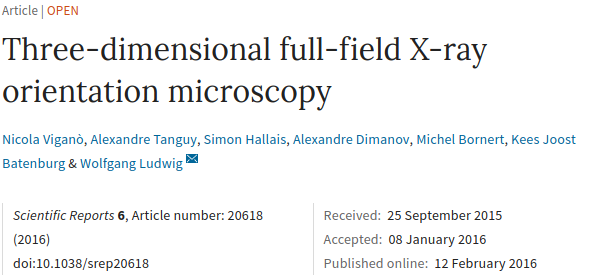 Article | OPEN
Three-dimensional full-field X-ray
orientation microscopy
Nicola Viganò, Alexandre Tanguy, Simon Hallais, Alexandre Dimanov, Michel Bornert, Kees Joost
Batenburg & Wolfgang Ludwig
Scientific Reports 6, Article number: 20618
(2016)
doi:10.1038/srep20618
Received: 25 September 2015
Accepted: 08 January 2016
Published online: 12 February 2016